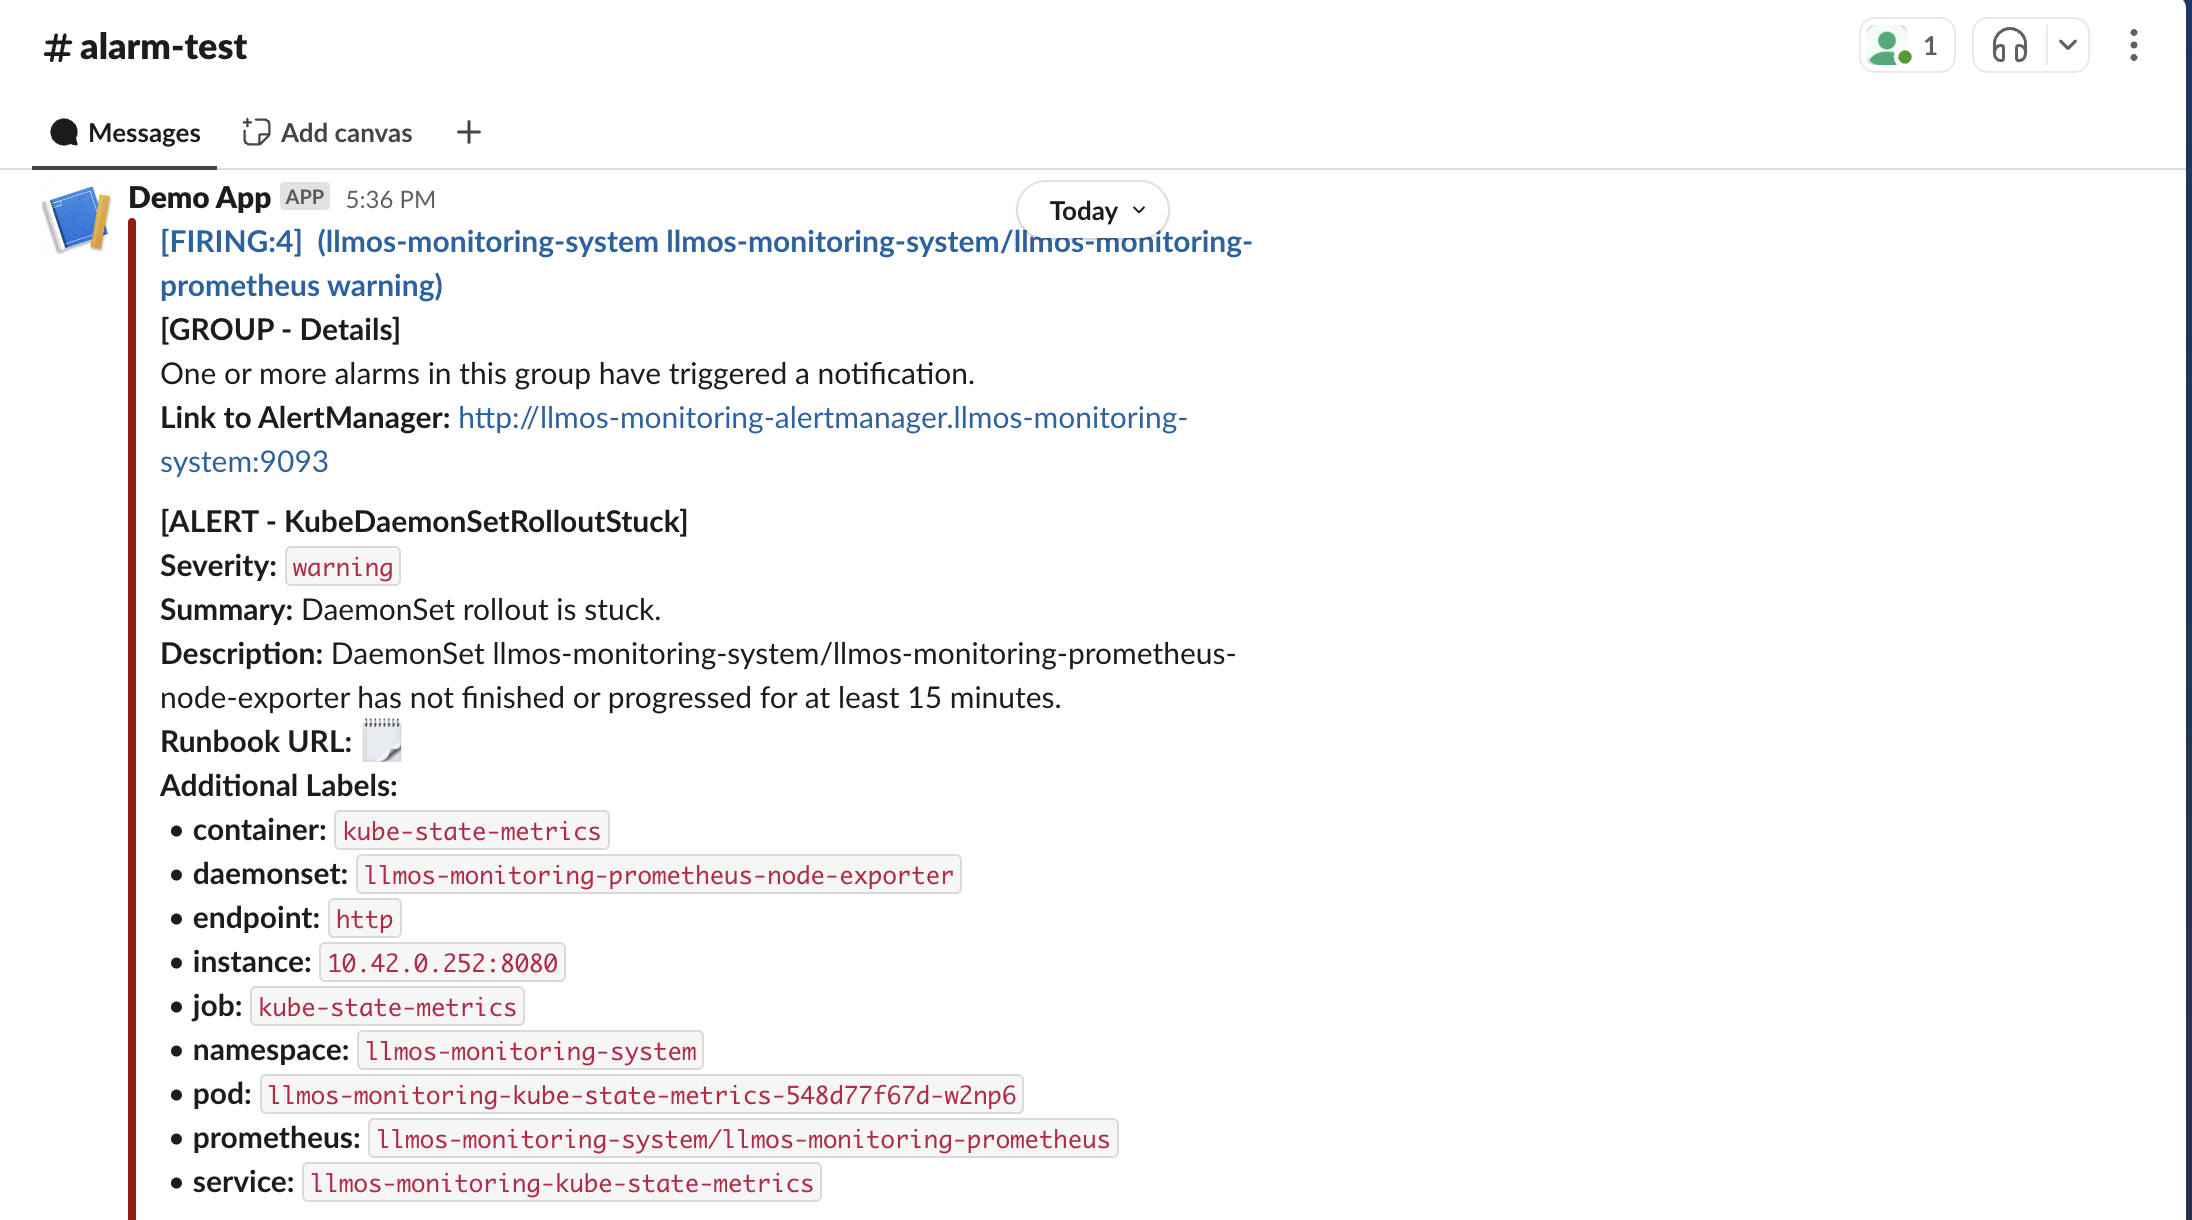 # alarm-test
1
Messages
Add canvas
Demo App APP 5:36 PM
Today
[FIRING:4] (llmos-monitoring-system llmos-monitoring-system/llmos-monitoring-
prometheus warning)
[GROUP - Details]
One or more alarms in this group have triggered a notification.
Link to AlertManager: http://llmos-monitoring-alertmanager.llmos-monitoring-
system:9093
[ALERT - KubeDaemonSetRolloutStuck]
Severity: warning
Summary: DaemonSet rollout is stuck.
Description: DaemonSet llmos-monitoring-system/llmos-monitoring-prometheus-
node-exporter has not finished or progressed for at least 15 minutes.
Runbook URL:
Additional Labels:
• container: kube-state-metrics
• daemonset: llmos-monitoring-prometheus-node-exporter
• endpoint: http
• instance: 10.42.0.252:8080
• job: kube-state-metrics
• namespace: llmos-monitoring-system
• pod: llmos-monitoring-kube-state-metrics-548d77f67d-w2np6
• prometheus: llmos-monitoring-system/llmos-monitoring-prometheus
• service: llmos-monitoring-kube-state-metrics